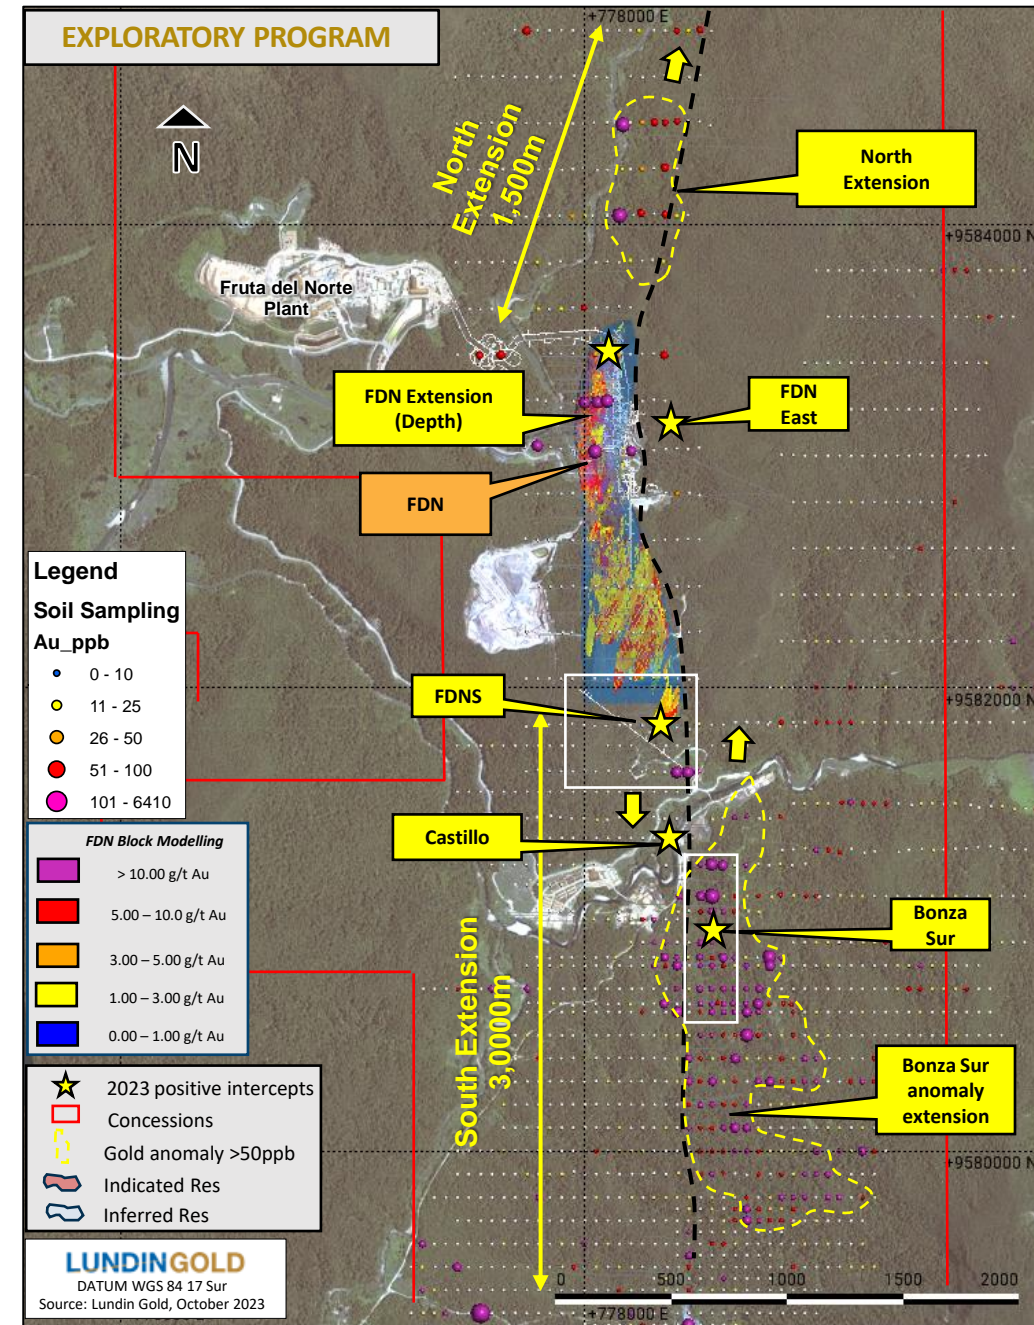 EXPLORATORY PROGRAM
+778000 E
N
North
Extension
1,500m
North
Extension
+9584000 N
Fruta del Norte
Plant
FDN Extension
(Depth)
FDN
East
FDN
Legend
Soil Sampling
Au_ppb
0 - 10
11 - 25
26 - 50
51 - 100
101 - 6410
FDNS
+9582000 N
Castillo
FDN Block Modelling
> 10.00 g/t Au
5.00 – 10.0 g/t Au
3.00 – 5.00 g/t Au
1.00 – 3.00 g/t Au
0.00 – 1.00 g/t Au
Bonza
Sur
South Extension
3,0000m
Bonza Sur
anomaly
extension
2023 positive intercepts
Concessions
Gold anomaly >50ppb
Indicated Res
Inferred Res
+9580000 N
LUNDINGOLD
DATUM WGS 84 17 Sur
Source: Lundin Gold, October 2023
0 500 1000 1500 2000
+778000 E